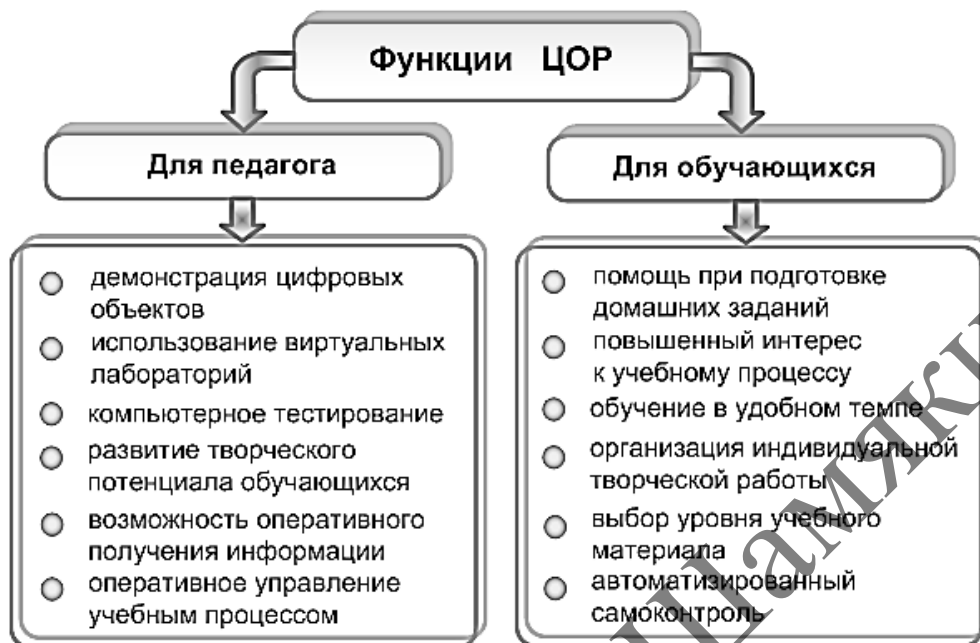 Функции ЦОР
Для педагога
демонстрация цифровых
объектов
использование виртуальных
лабораторий
компьютерное тестирование
развитие творческого
потенциала обучающихся
возможность оперативного
получения информации
оперативное управление
учебным процессом
Для обучающихся
помощь при подготовке
домашних заданий
повышенный интерес
к учебному процессу
обучение в удобном темпе
организация индивидуальной
творческой работы
выбор уровня учебного
материала
автоматизированный
самоконтроль